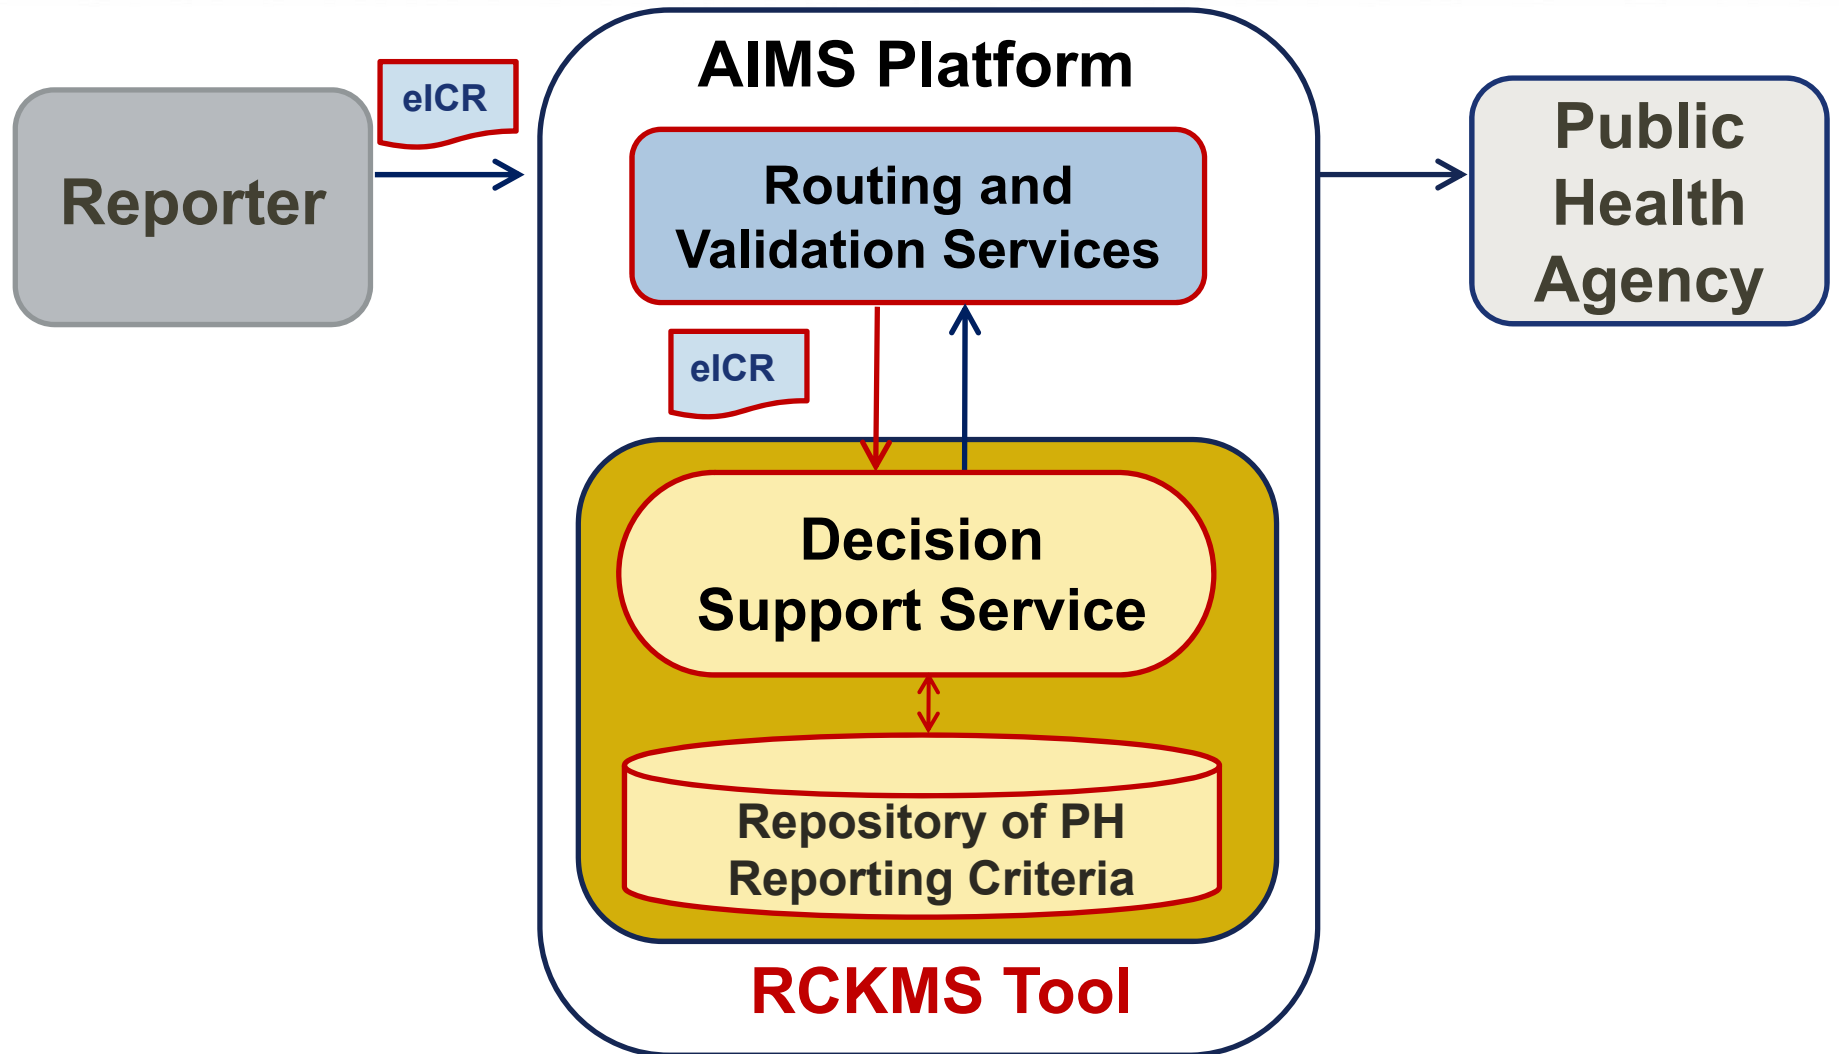 AIMS Platform
eICR
Reporter
Routing and
Validation Services
Public
Health
Agency
eICR
Decision
Support Service
Repository of PH
Reporting Criteria
RCKMS Tool